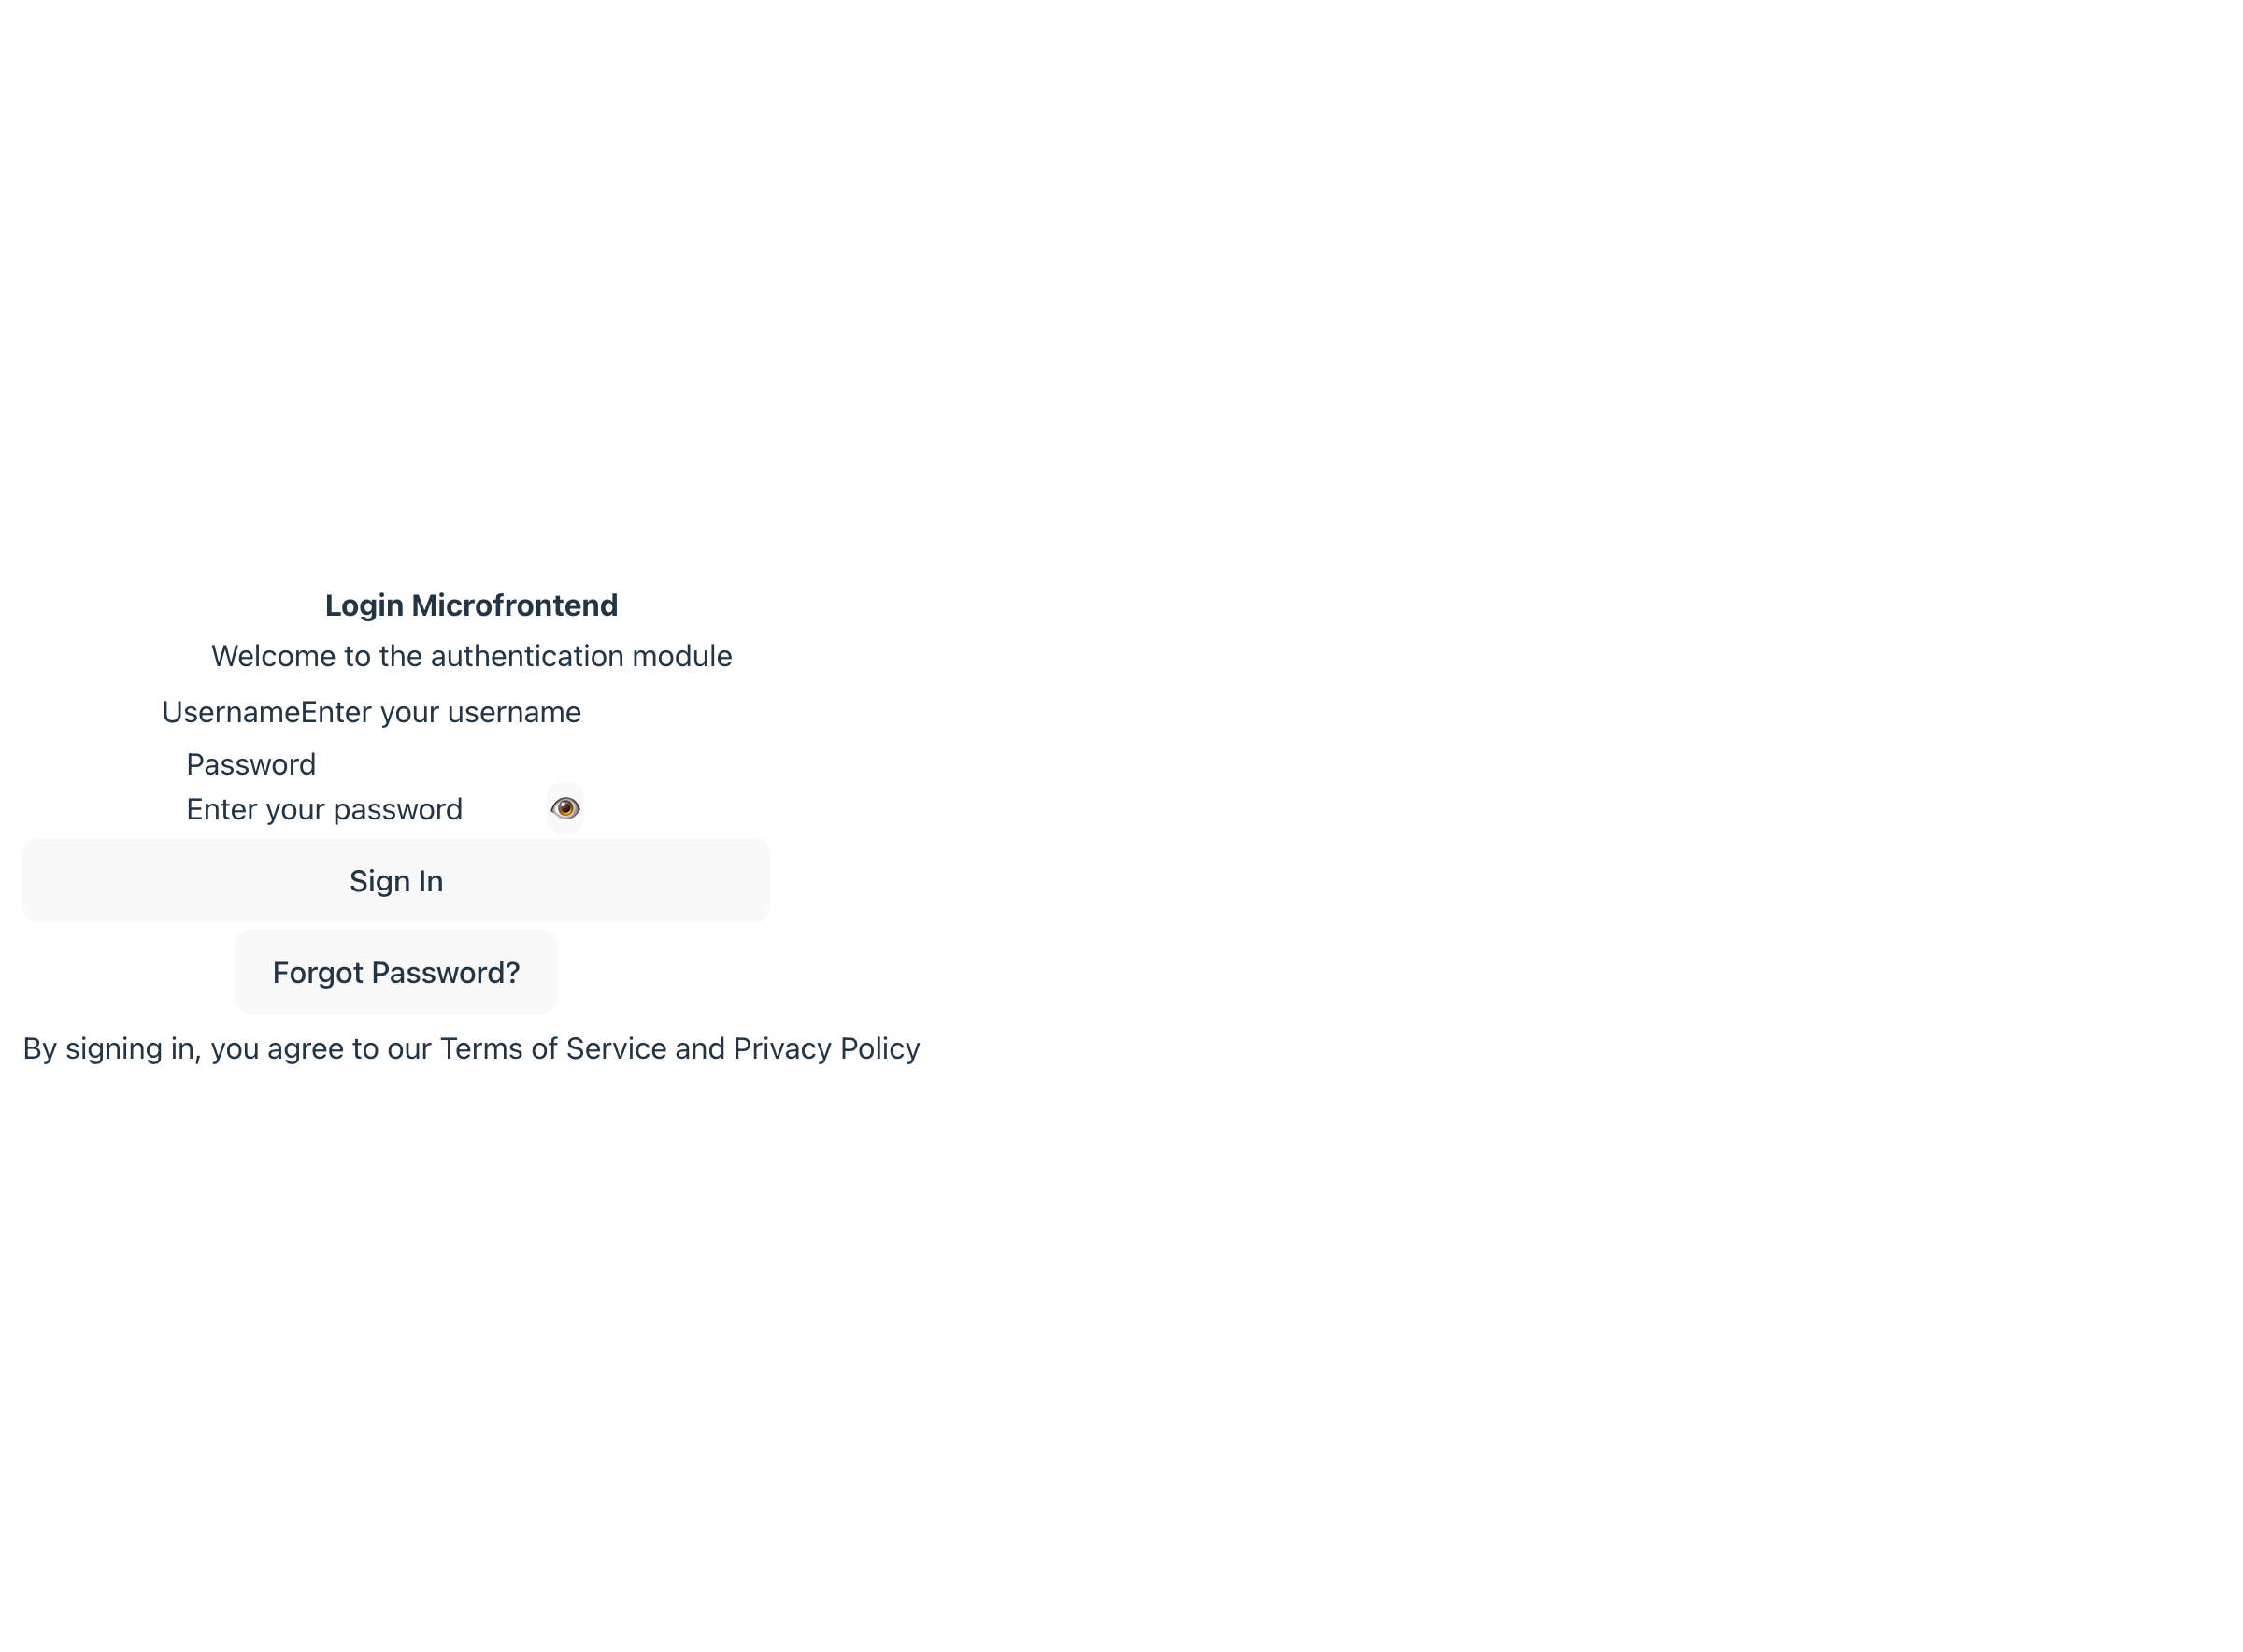 Login Microfrontend
Welcome to the authentication module
UsernameEnter your username
Password
Enter your password
Sign In
Forgot Password?
By signing in, you agree to our Terms of Service and Privacy Policy